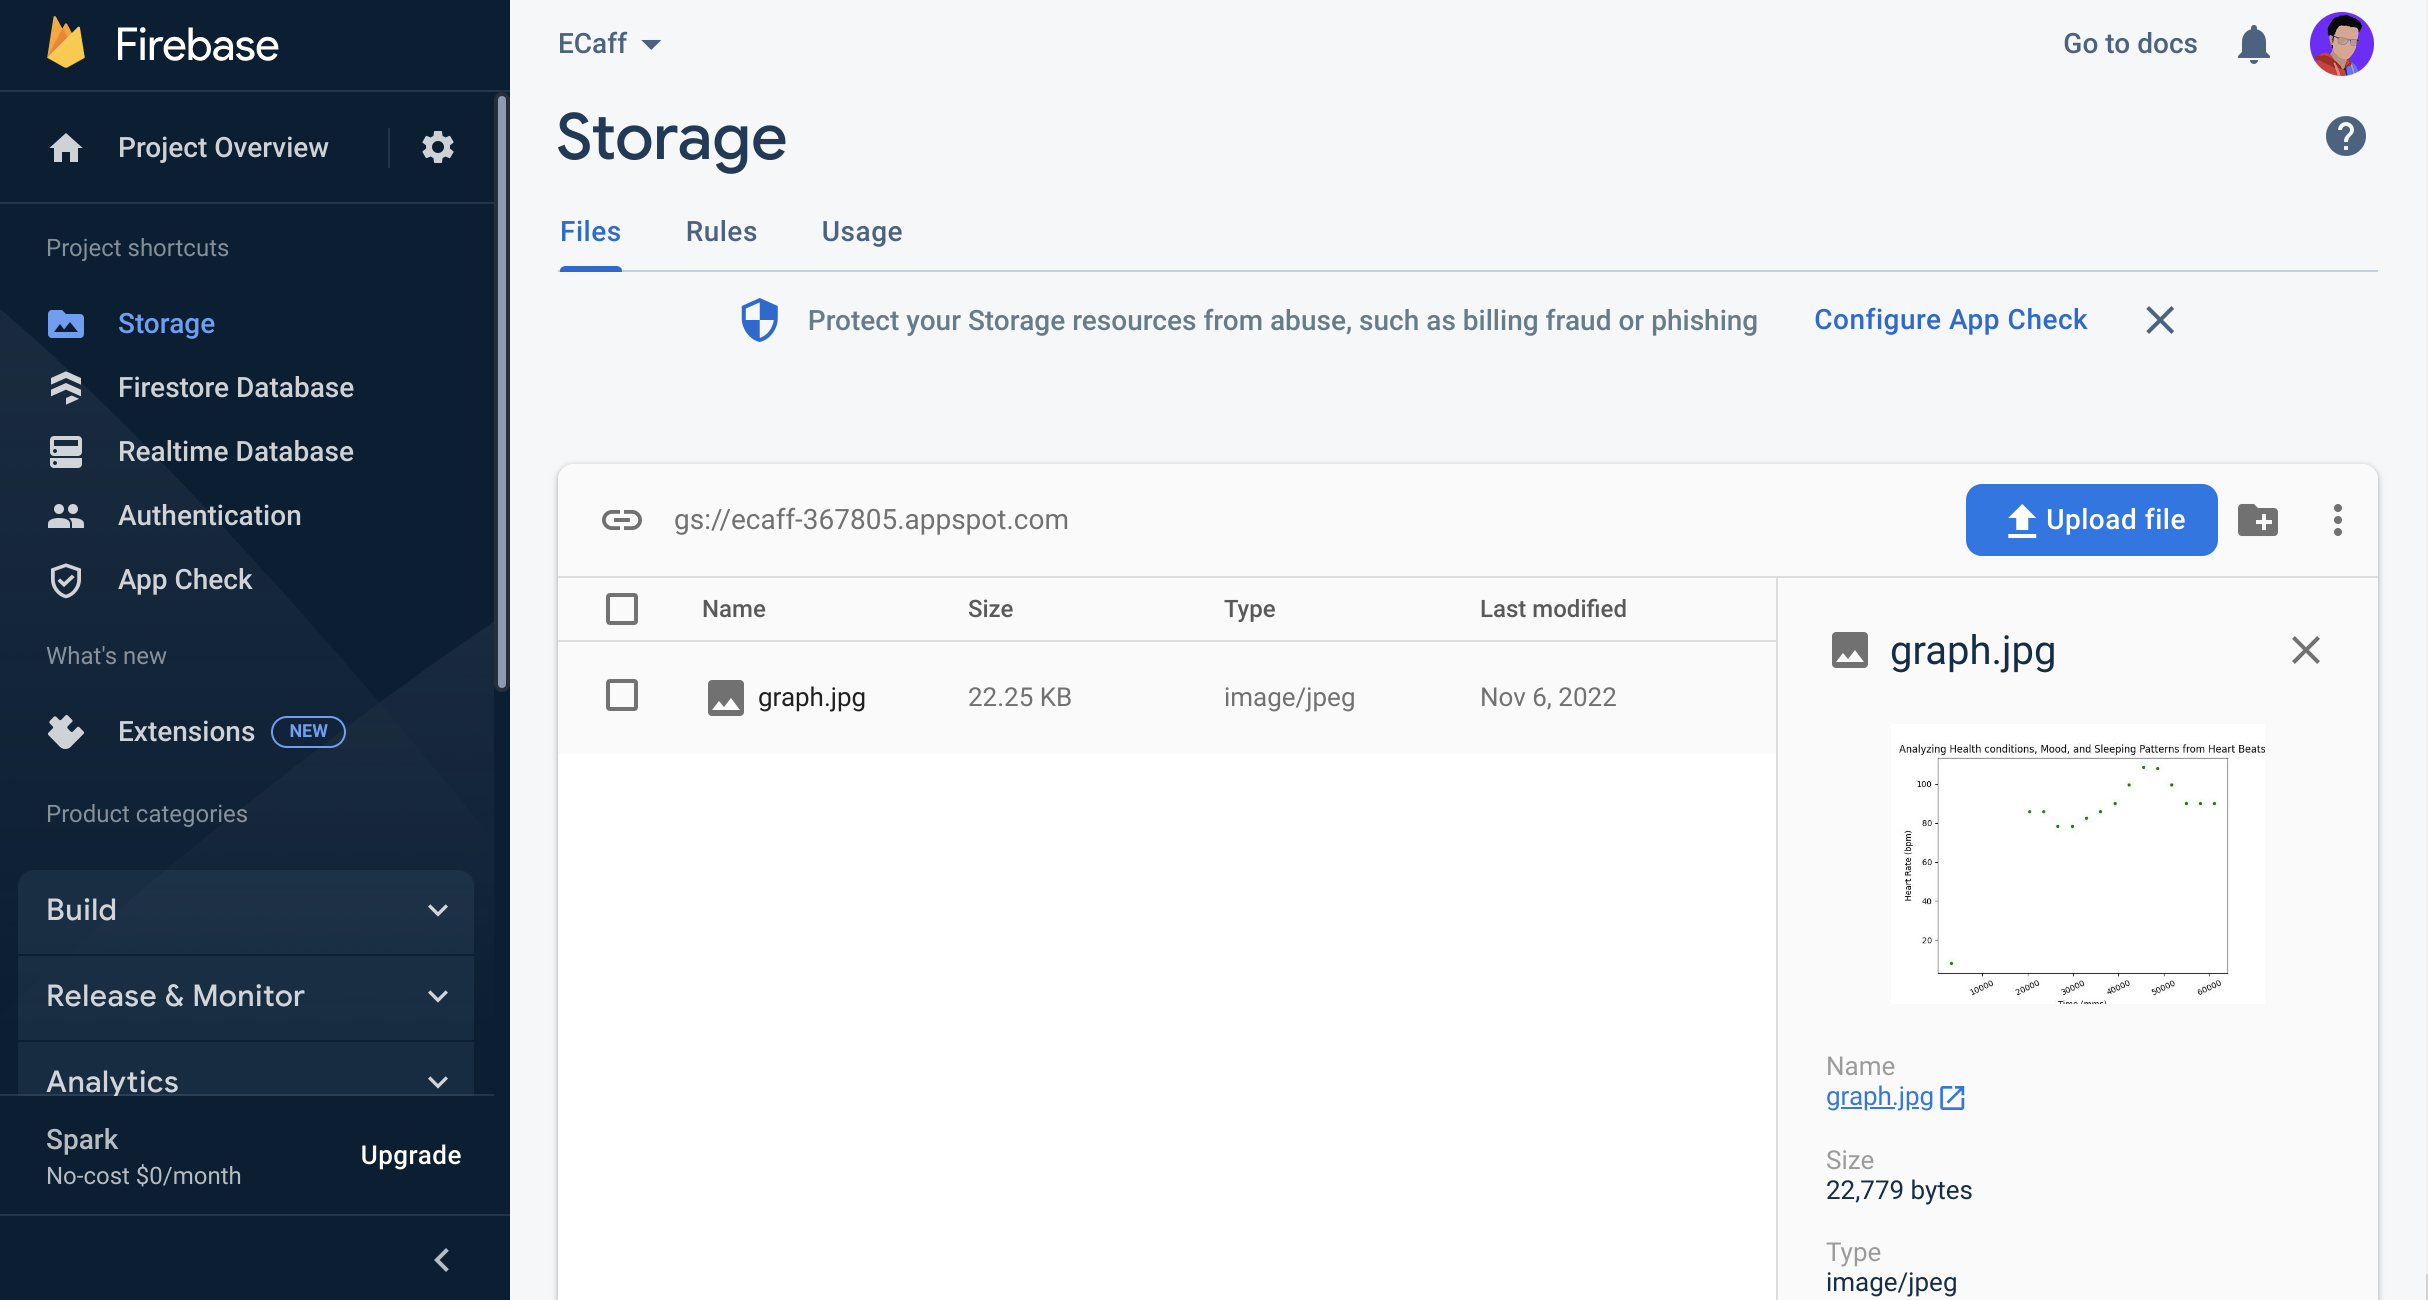 Firebase
Project Overview
Project shortcuts
Storage
Firestore Database
Realtime Database
Authentication
App Check
What's new
Extensions NEW
Product categories
Build
Release & Monitor
Analytics
Spark
No-cost $0/month
Upgrade
ECaff
Go to docs
Storage
Files Rules Usage
Protect your Storage resources from abuse, such as billing fraud or phishing Configure App Check
gs://ecaff-367805.appspot.com
Upload file
Name Size Type Last modified
graph.jpg 22.25 KB image/jpeg Nov 6, 2022
graph.jpg
Analyzing Health conditions, Mood, and Sleeping Patterns from Heart Beats
100
80
60
40
20
Heart Rate (bpm)
10000 20000 30000 40000 50000 60000
Time (mms)
Name
graph.jpg
Size
22,779 bytes
Type
image/jpeg